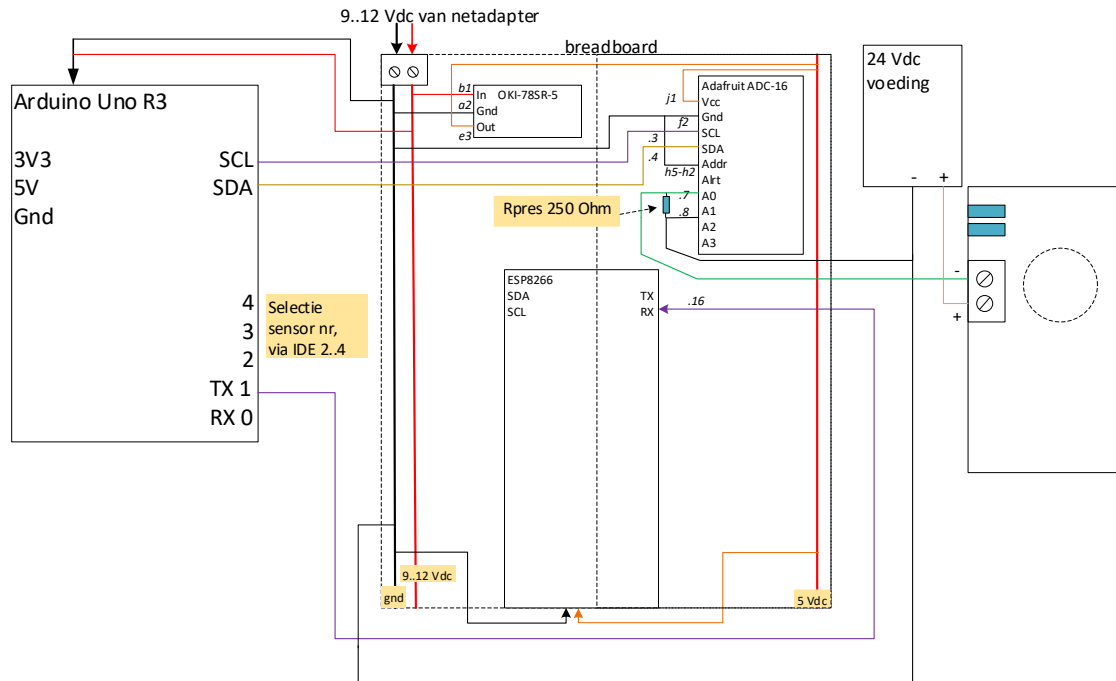 9..12 Vdc van netadapter
breadboard
Arduino Uno R3
3V3
5V
Gnd
SCL
SDA
4
3
2
TX 1
RX 0
Selectie
sensor nr,
via IDE 2..4
b1
a2
e3
In
OKI-78SR-5
Gnd
Out
Adafruit ADC-16
j1
Vcc
Gnd
f2
SCL
.3
SDA
.4
Addr
h5-h2
Alrt
.7
A0
.8
A1
A2
A3
Rpres 250 Ohm
24 Vdc
voeding
-
+
-
+
ESP8266
SDA
SCL
TX
RX
.16
9..12 Vdc
gnd
5 Vdc